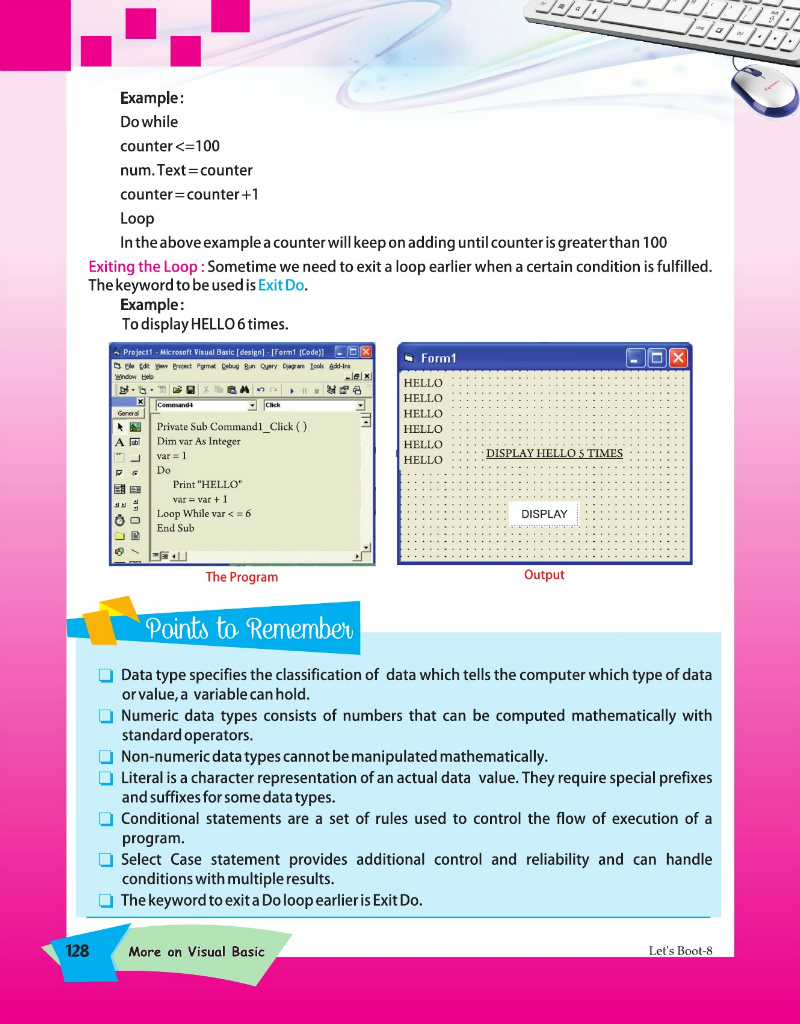 Example :
Do while
counter <=100
num. Text = counter
counter = counter +1
Loop
In the above example a counter will keep on adding until counter is greater than 100
Exiting the Loop : Sometime we need to exit a loop earlier when a certain condition is fulfilled.
The keyword to be used is Exit Do.
Example :
To display HELLO 6 times.
Project1 - Microsoft Visual Basic [design] - [Form1 (Code)]
File Edit View Project Format Debug Run Query Diagram Tools Add-Ins
Window Help
General
Command4
Click
Private Sub Command1_Click ( )
Dim var As Integer
var = 1
Do
Print "HELLO"
var = var + 1
Loop While var < = 6
End Sub
The Program
Form1
HELLO
HELLO
HELLO
HELLO
HELLO
HELLO
DISPLAY HELLO 5 TIMES
DISPLAY
Output
Points to Remember
Data type specifies the classification of data which tells the computer which type of data
or value, a variable can hold.
Numeric data types consists of numbers that can be computed mathematically with
standard operators.
Non-numeric data types cannot be manipulated mathematically.
Literal is a character representation of an actual data value. They require special prefixes
and suffixes for some data types.
Conditional statements are a set of rules used to control the flow of execution of a
program.
Select Case statement provides additional control and reliability and can handle
conditions with multiple results.
The keyword to exit a Do loop earlier is Exit Do.
128
More on Visual Basic
Let's Boot-8